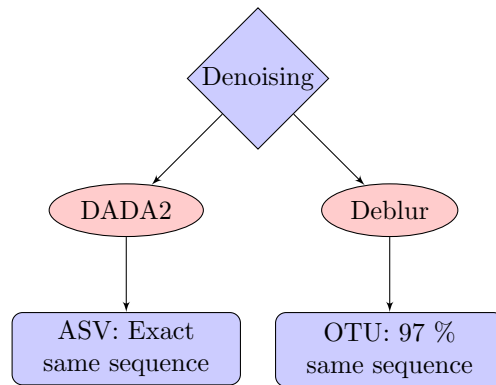 Denoising
DADA2
Deblur
ASV: Exact
same sequence
OTU: 97 %
same sequence